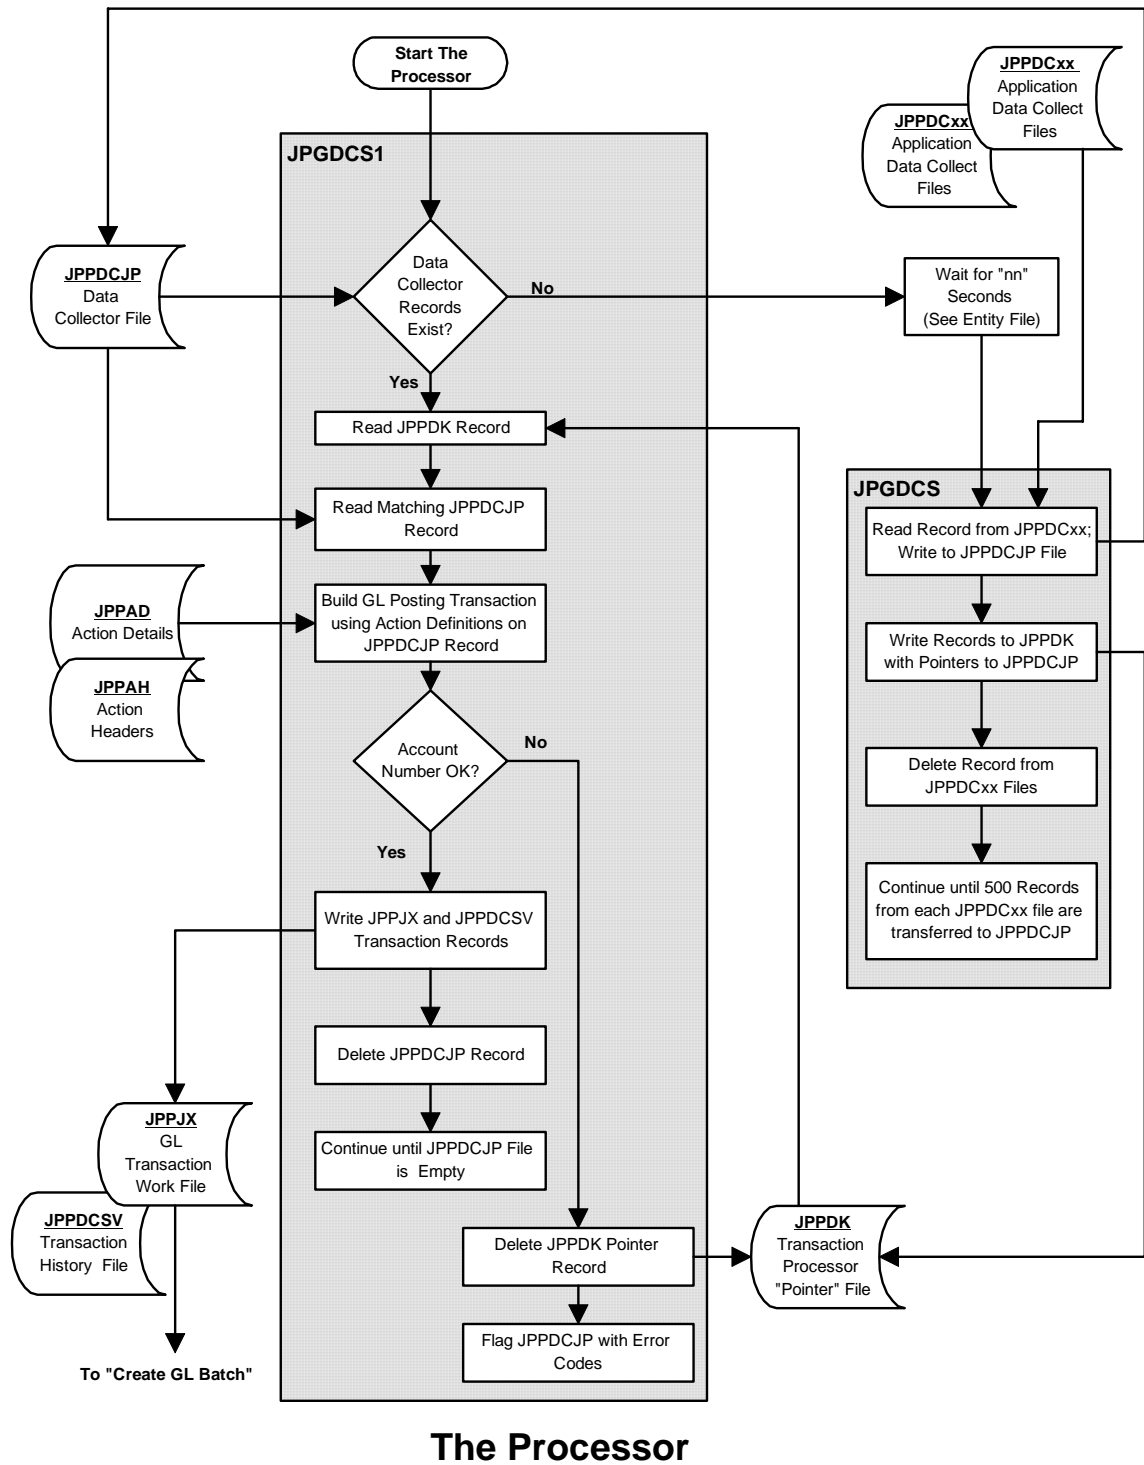 Start The
Processor
JPPDCxx
Application
Data Collect
Files
JPPDCxx
Application
Data Collect
Files
JPGDCS1
JPPDCJP
Data
Collector File
Data
Collector
Records
Exist?
No
Wait for "nn"
Seconds
(See Entity File)
Yes
Read JPPDK Record
Read Matching JPPDCJP
Record
JPGDCS
Read Record from JPPDCxx;
Write to JPPDCJP File
JPPAD
Action Details
Build GL Posting Transaction
using Action Definitions on
JPPDCJP Record
Write Records to JPPDK
with Pointers to JPPDCJP
JPPAH
Action
Headers
Account
Number OK?
No
Delete Record from
JPPDCxx Files
Yes
Write JPPJX and JPPDCSV
Transaction Records
Continue until 500 Records
from each JPPDCxx file are
transferred to JPPDCJP
Delete JPPDCJP Record
JPPJX
GL
Transaction
Work File
Continue until JPPDCJP File
is Empty
JPPDCSV
Transaction
History File
Delete JPPDK Pointer
Record
JPPDK
Transaction
Processor
"Pointer" File
Flag JPPDCJP with Error
Codes
To "Create GL Batch"
The Processor